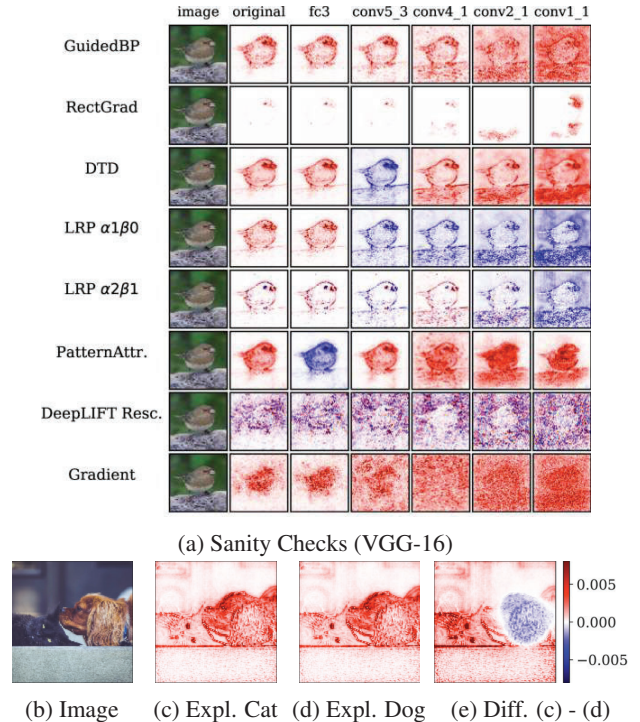 image original fc3 conv5_3 conv4_1 conv2_1 conv1_1
GuidedBP
RectGrad
DTD
LRP α1β0
LRP α2β1
PatternAttr.
DeepLIFT Resc.
Gradient
(a) Sanity Checks (VGG-16)
0.005
0.000
−0.005
(b) Image (c) Expl. Cat (d) Expl. Dog (e) Diff. (c) - (d)